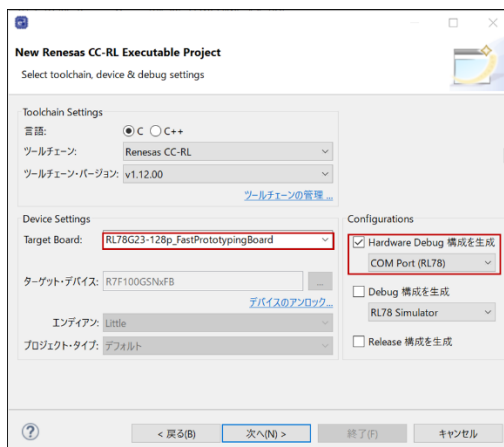 New Renesas CC-RL Executable Project
Select toolchain, device & debug settings
Toolchain Settings
言語: C C++
ツールチェーン: Renesas CC-RL
ツールチェーン・バージョン: v1.12.00
ツールチェーンの管理 ...
Device Settings
Target Board: RL78G23-128p_FastPrototypingBoard
ターゲット・デバイス: R7F100GSNxFB ...
デバイスのアンロック...
エンディアン: Little
プロジェクト・タイプ: デフォルト
Configurations
Hardware Debug 構成を生成
COM Port (RL78)
Debug 構成を生成
RL78 Simulator
Release 構成を生成
? < 戻る(B) 次へ(N) > 終了(F) キャンセル